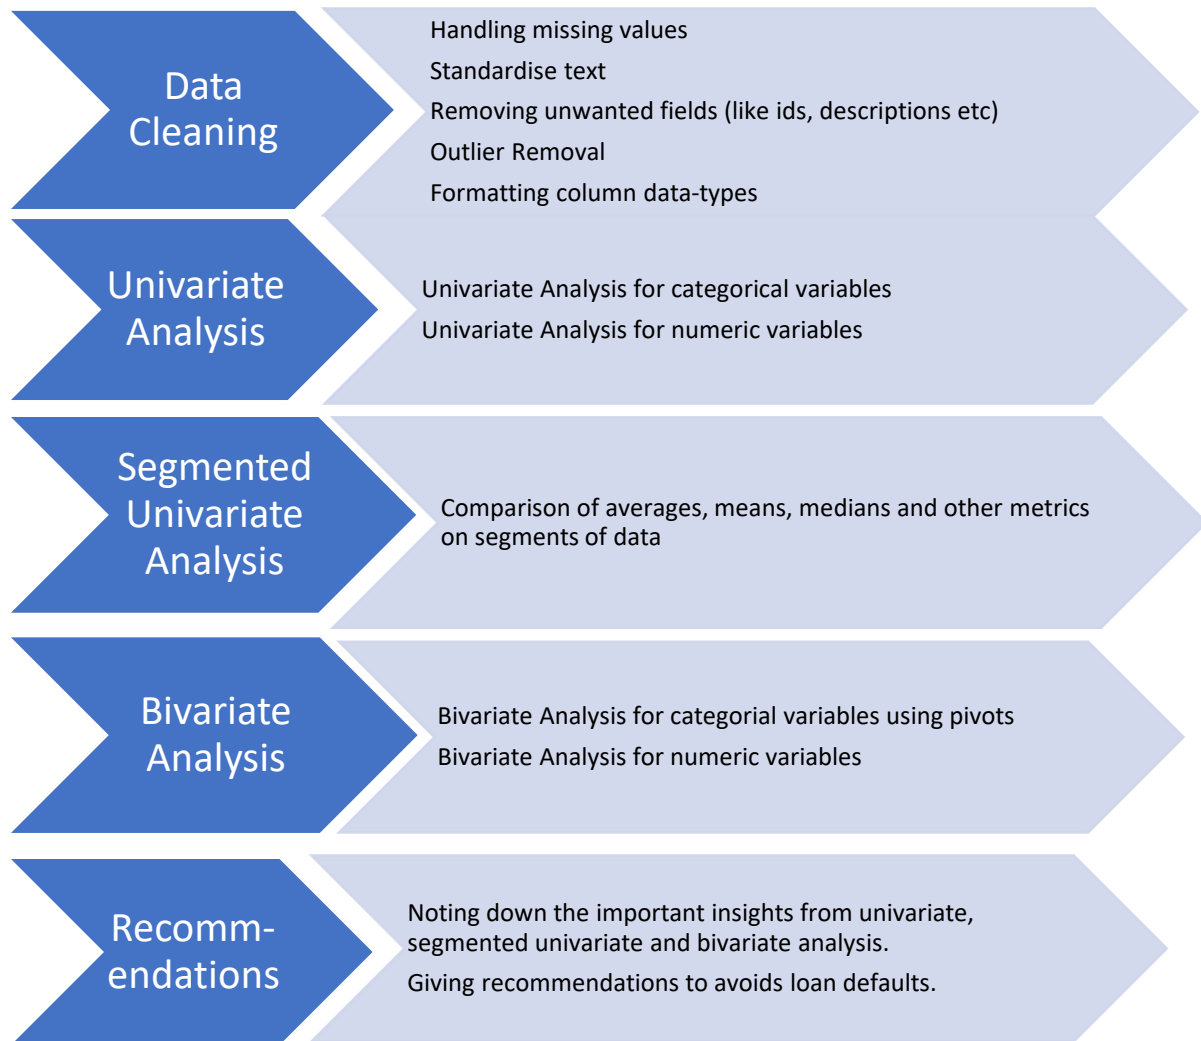 Data
Cleaning
Handling missing values
Standardise text
Removing unwanted fields (like ids, descriptions etc)
Outlier Removal
Formatting column data-types
Univariate
Analysis
Univariate Analysis for categorical variables
Univariate Analysis for numeric variables
Segmented
Univariate
Analysis
Comparison of averages, means, medians and other metrics
on segments of data
Bivariate
Analysis
Bivariate Analysis for categorial variables using pivots
Bivariate Analysis for numeric variables
Recomm-
endations
Noting down the important insights from univariate,
segmented univariate and bivariate analysis.
Giving recommendations to avoids loan defaults.